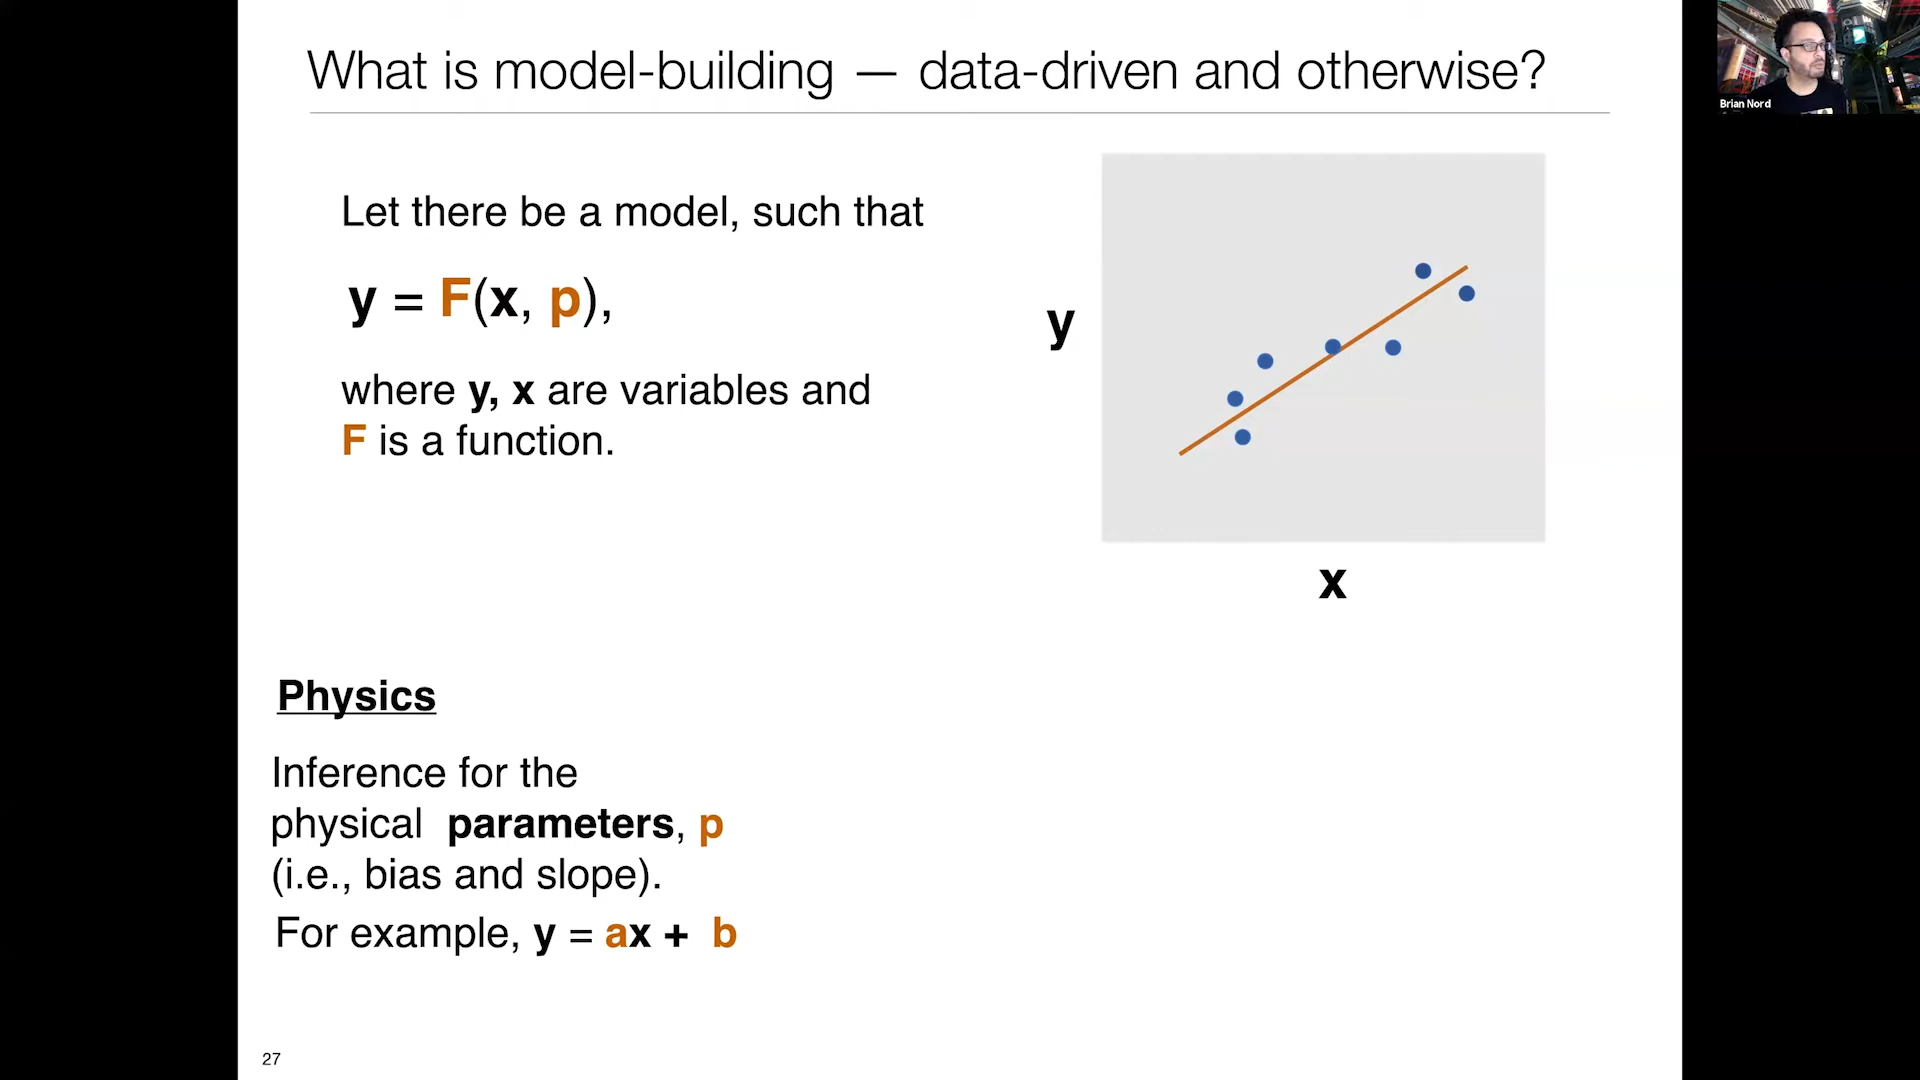 What is model-building — data-driven and otherwise?
Brian Nord
Let there be a model, such that
y = F(x, p),
where y, x are variables and
F is a function.
y
x
Physics
Inference for the
physical parameters, p
(i.e., bias and slope).
For example, y = ax + b
27